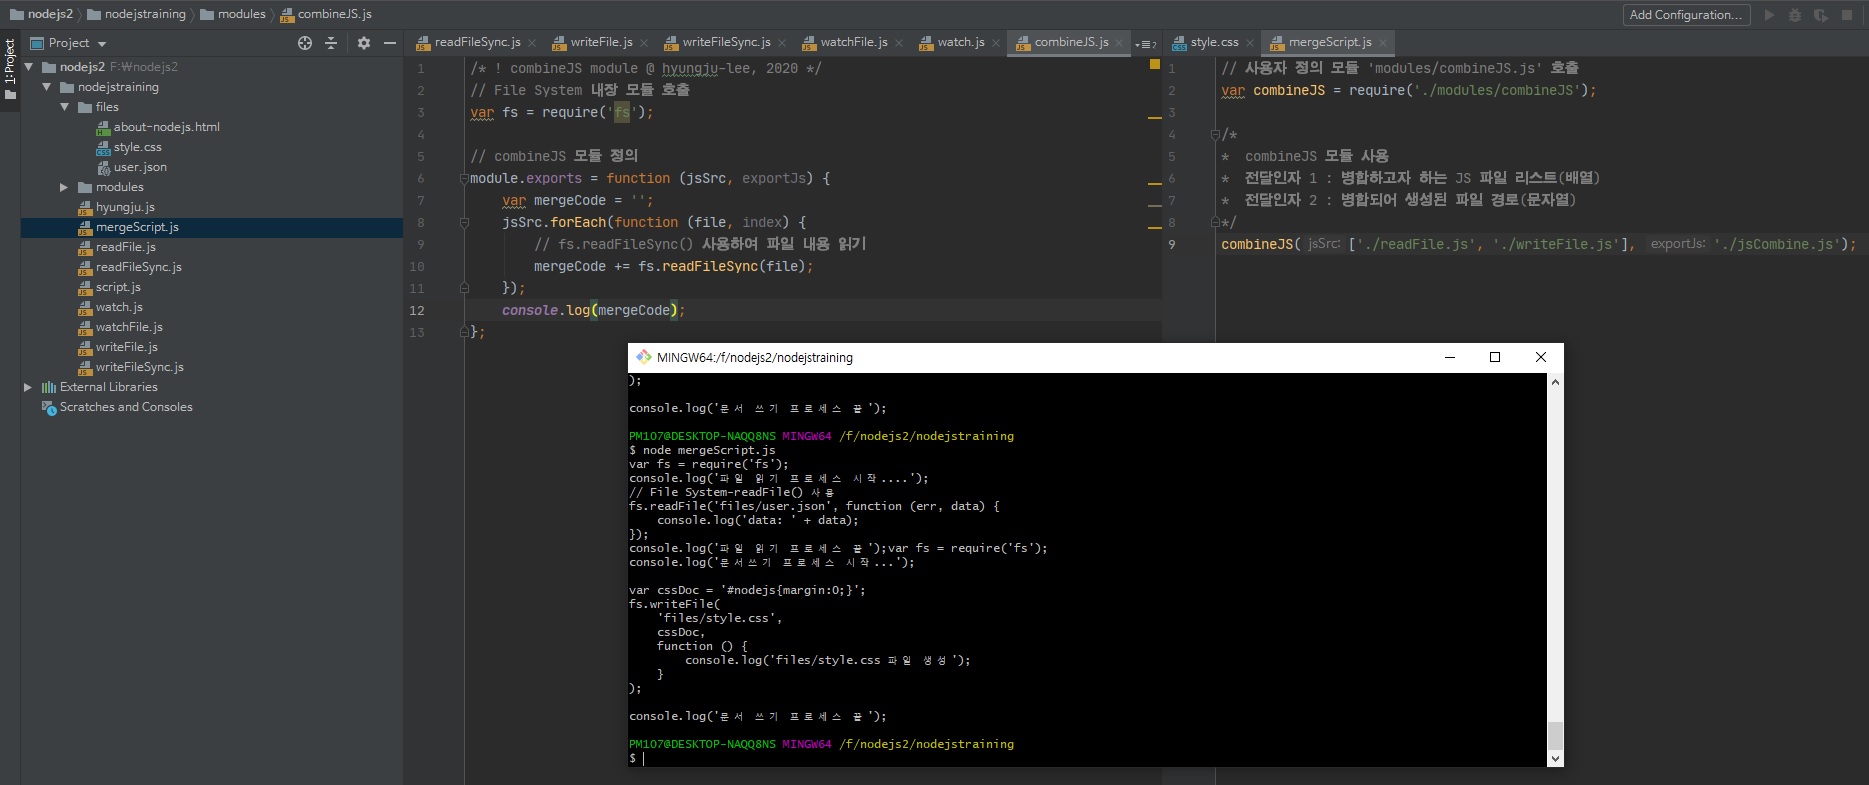 nodejs2 nodejstraining modules combineJS.js
Add Configuration...
1: Project
Project
nodejs2 F:₩nodejs2
nodejstraining
files
about-nodejs.html
style.css
user.json
modules
hyungju.js
mergeScript.js
readFile.js
readFileSync.js
script.js
watch.js
watchFile.js
writeFile.js
writeFileSync.js
External Libraries
Scratches and Consoles
readFileSync.js writeFile.js writeFileSync.js watchFile.js watch.js combineJS.js
1 /* ! combineJS module @ hyungju-lee, 2020 */
2 // File System 내장 모듈 호출
3 var fs = require('fs');
4
5 // combineJS 모듈 정의
6 module.exports = function (jsSrc, exportJs) {
7 var mergeCode = '';
8 jsSrc.forEach(function (file, index) {
9 // fs.readFileSync() 사용하여 파일 내용 읽기
10 mergeCode += fs.readFileSync(file);
11 });
12 console.log(mergeCode);
13 };
style.css mergeScript.js
1 // 사용자 정의 모듈 'modules/combineJS.js' 호출
2 var combineJS = require('./modules/combineJS');
3
4 /*
5 * combineJS 모듈 사용
6 * 전달인자 1 : 병합하고자 하는 JS 파일 리스트(배열)
7 * 전달인자 2 : 병합되어 생성된 파일 경로(문자열)
8 */
9 combineJS( jsSrc: ['./readFile.js', './writeFile.js'], exportJs: './jsCombine.js');
MINGW64:/f/nodejs2/nodejstraining
);
console.log('문서 쓰기 프로세스 끝');
PM107@DESKTOP-NAQQ8NS MINGW64 /f/nodejs2/nodejstraining
$ node mergeScript.js
var fs = require('fs');
console.log('파일 읽기 프로세스 시작....');
// File System-readFile() 사용
fs.readFile('files/user.json', function (err, data) {
console.log('data: ' + data);
});
console.log('파일 읽기 프로세스 끝');var fs = require('fs');
console.log('문서쓰기 프로세스 시작...');
var cssDoc = '#nodejs{margin:0;}';
fs.writeFile(
'files/style.css',
cssDoc,
function () {
console.log('files/style.css 파일 생성');
}
);
console.log('문서 쓰기 프로세스 끝');
PM107@DESKTOP-NAQQ8NS MINGW64 /f/nodejs2/nodejstraining
$